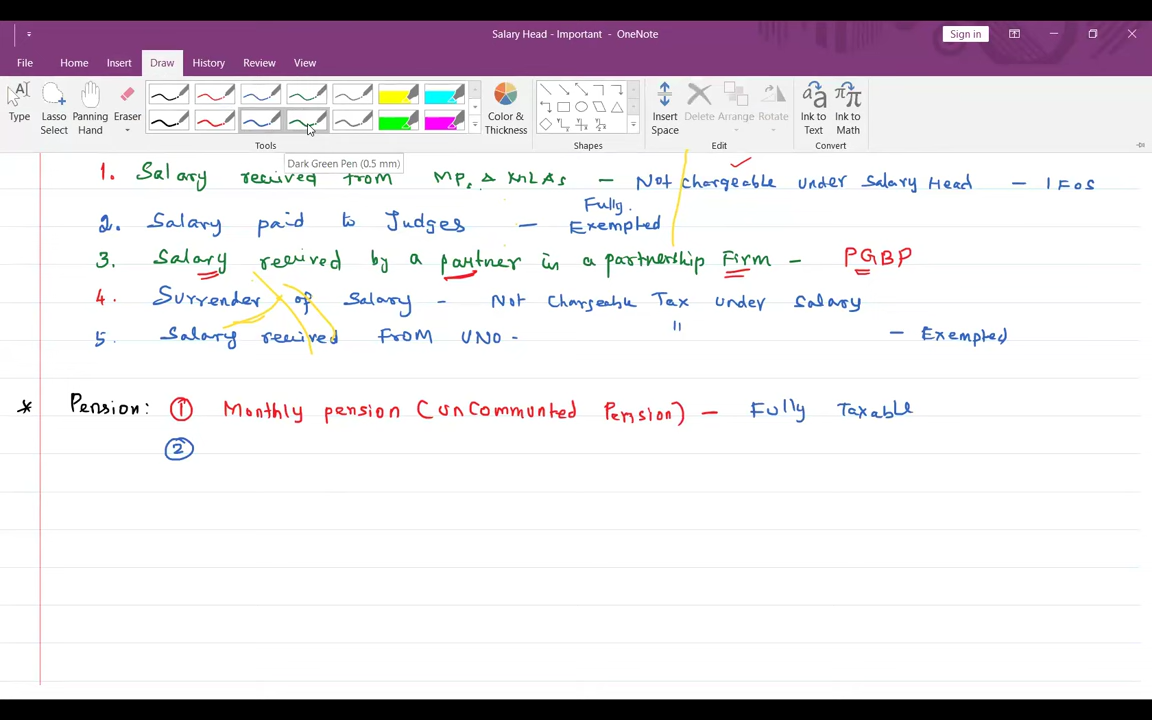 Salary Head - Important - OneNote
Sign in
File Home Insert Draw History Review View
Type Lasso Select Panning Hand Eraser Color & Thickness Insert Space Delete Arrange Rotate Ink to Text Ink to Math
Tools Shapes Edit Convert
Dark Green Pen (0.5 mm)
1. Salary recived from MPs & MLAs - Not chargeable under Salary Head - IFOS
2. Salary paid to Judges - Fully Exempted
3. Salary recived by a partner in a partnership Firm - PGBP
4. Surrender of Salary - Not Chargeable Tax under Salary
5. Salary recived FROM UNO - " - Exempted
* Pension: ① Monthly pension (unCommunted Pension) - Fully Taxable
②